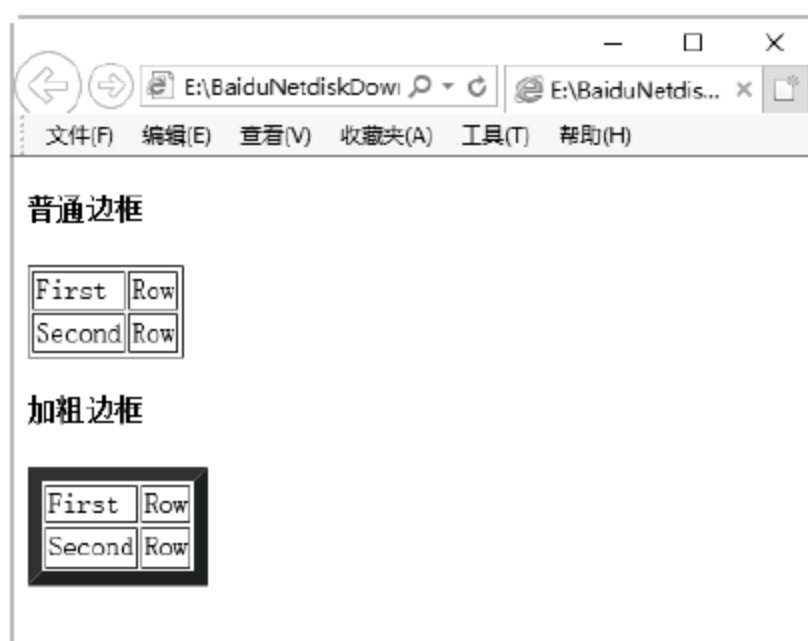 E:\BaiduNetdiskDow
E:\BaiduNetdis...
文件(F) 编辑(E) 查看(V) 收藏夹(A) 工具(T) 帮助(H)
普通边框
First Row
Second Row
加粗边框
First Row
Second Row